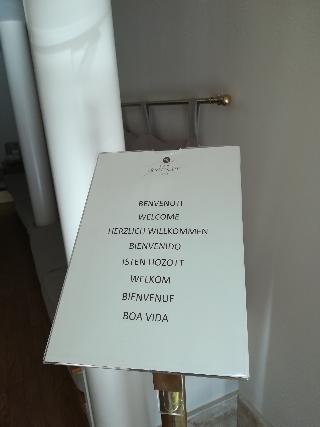 BENVENUTI
WELCOME
HERZLICH WILLKOMMEN
BIENVENIDO
ISTEN HOZOTT
WELKOM
BIENVENUE
BOA VIDA